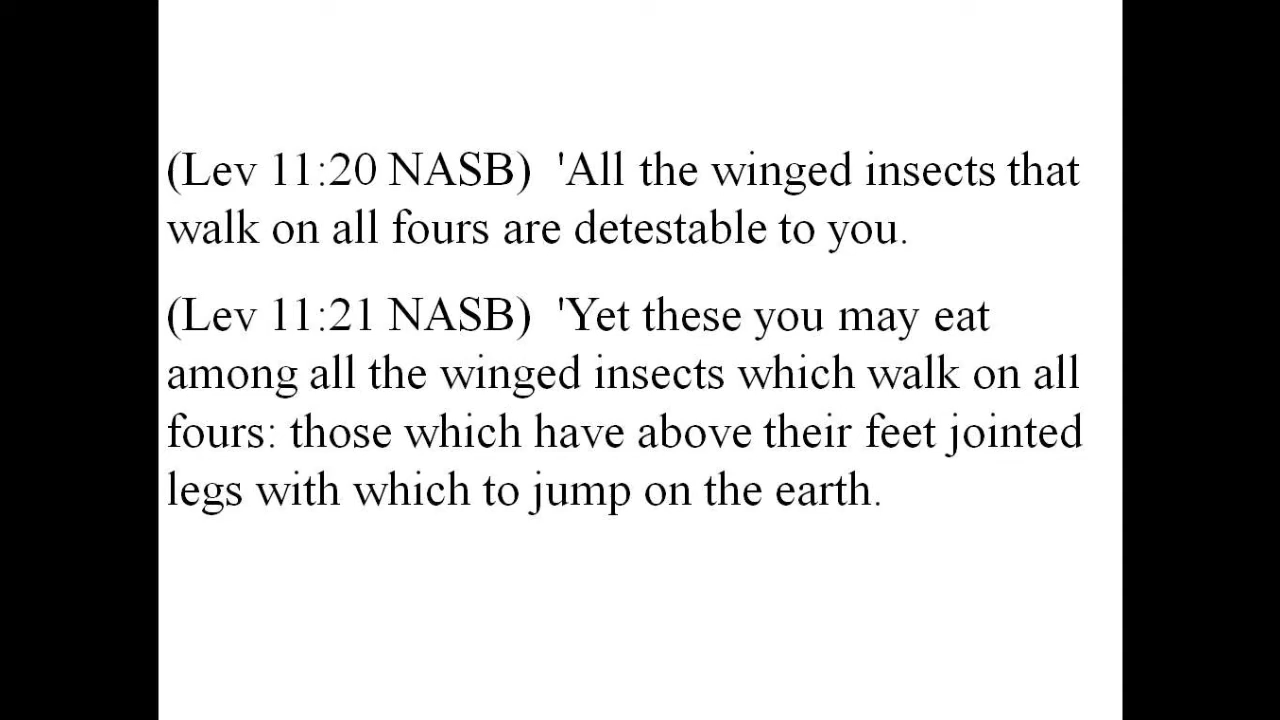 (Lev 11:20 NASB)  'All the winged insects that
walk on all fours are detestable to you.
(Lev 11:21 NASB)  'Yet these you may eat
among all the winged insects which walk on all
fours: those which have above their feet jointed
legs with which to jump on the earth.